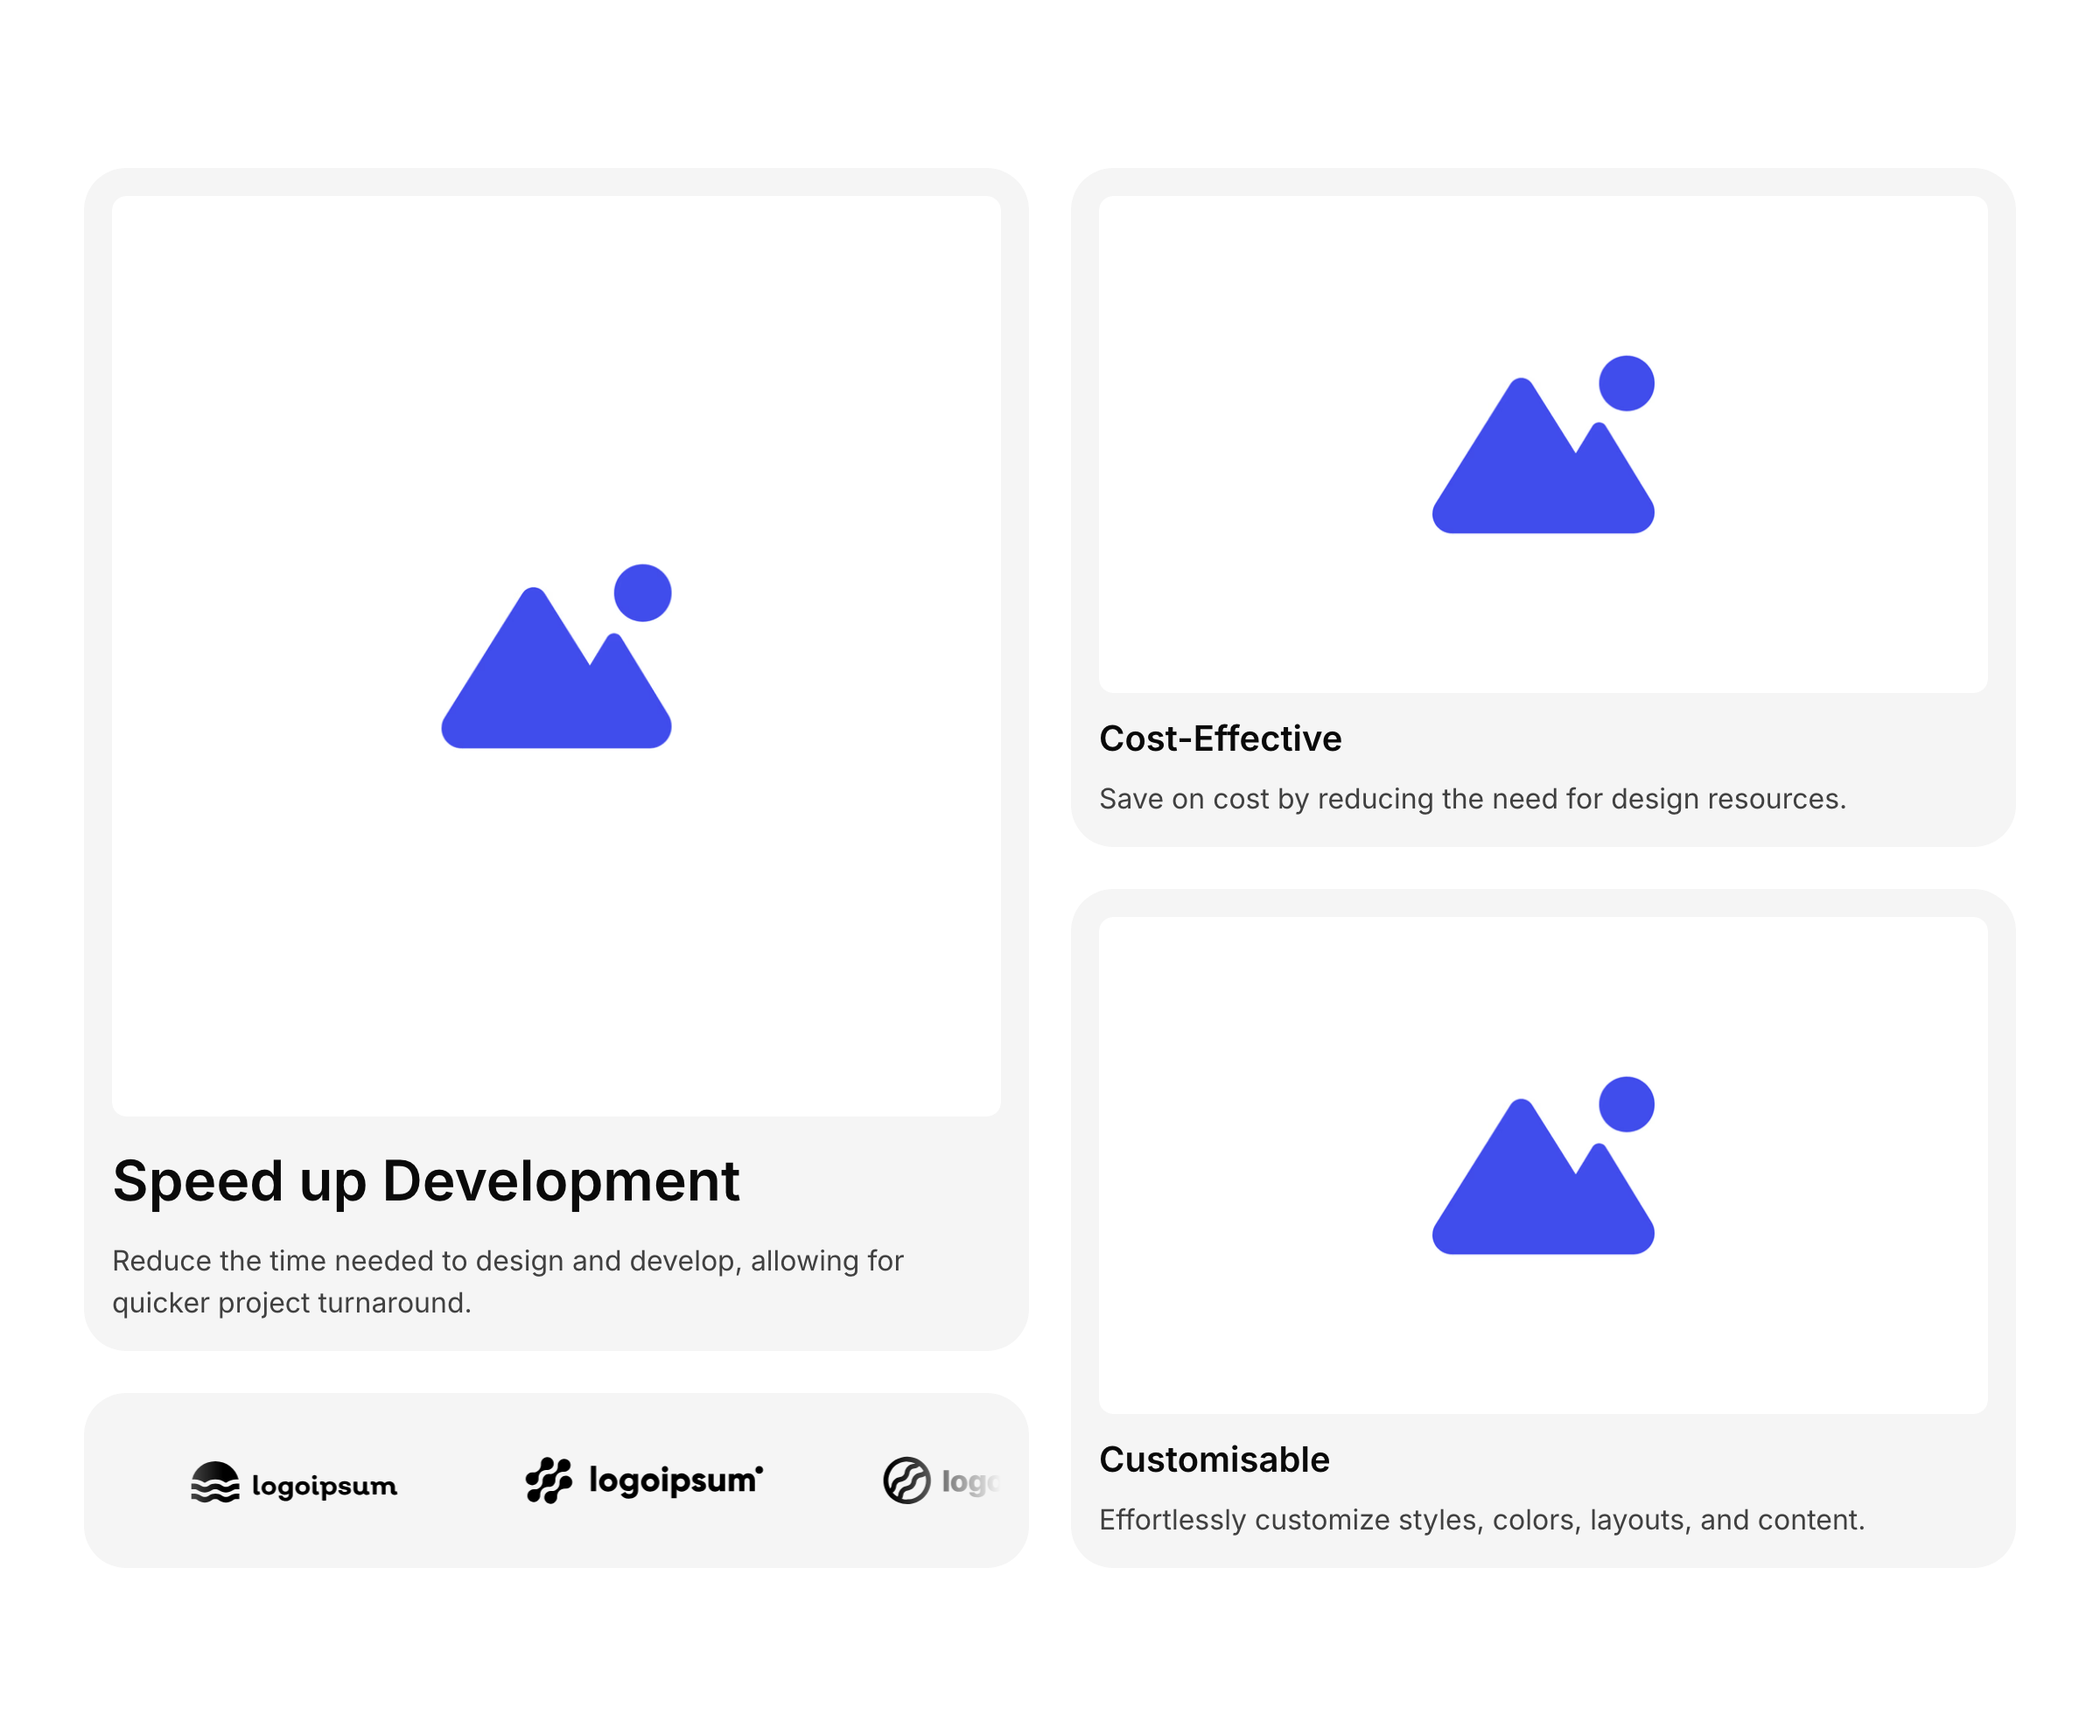 Speed up Development
Reduce the time needed to design and develop, allowing for
quicker project turnaround.
logoipsum
logoipsum
logo
Cost-Effective
Save on cost by reducing the need for design resources.
Customisable
Effortlessly customize styles, colors, layouts, and content.